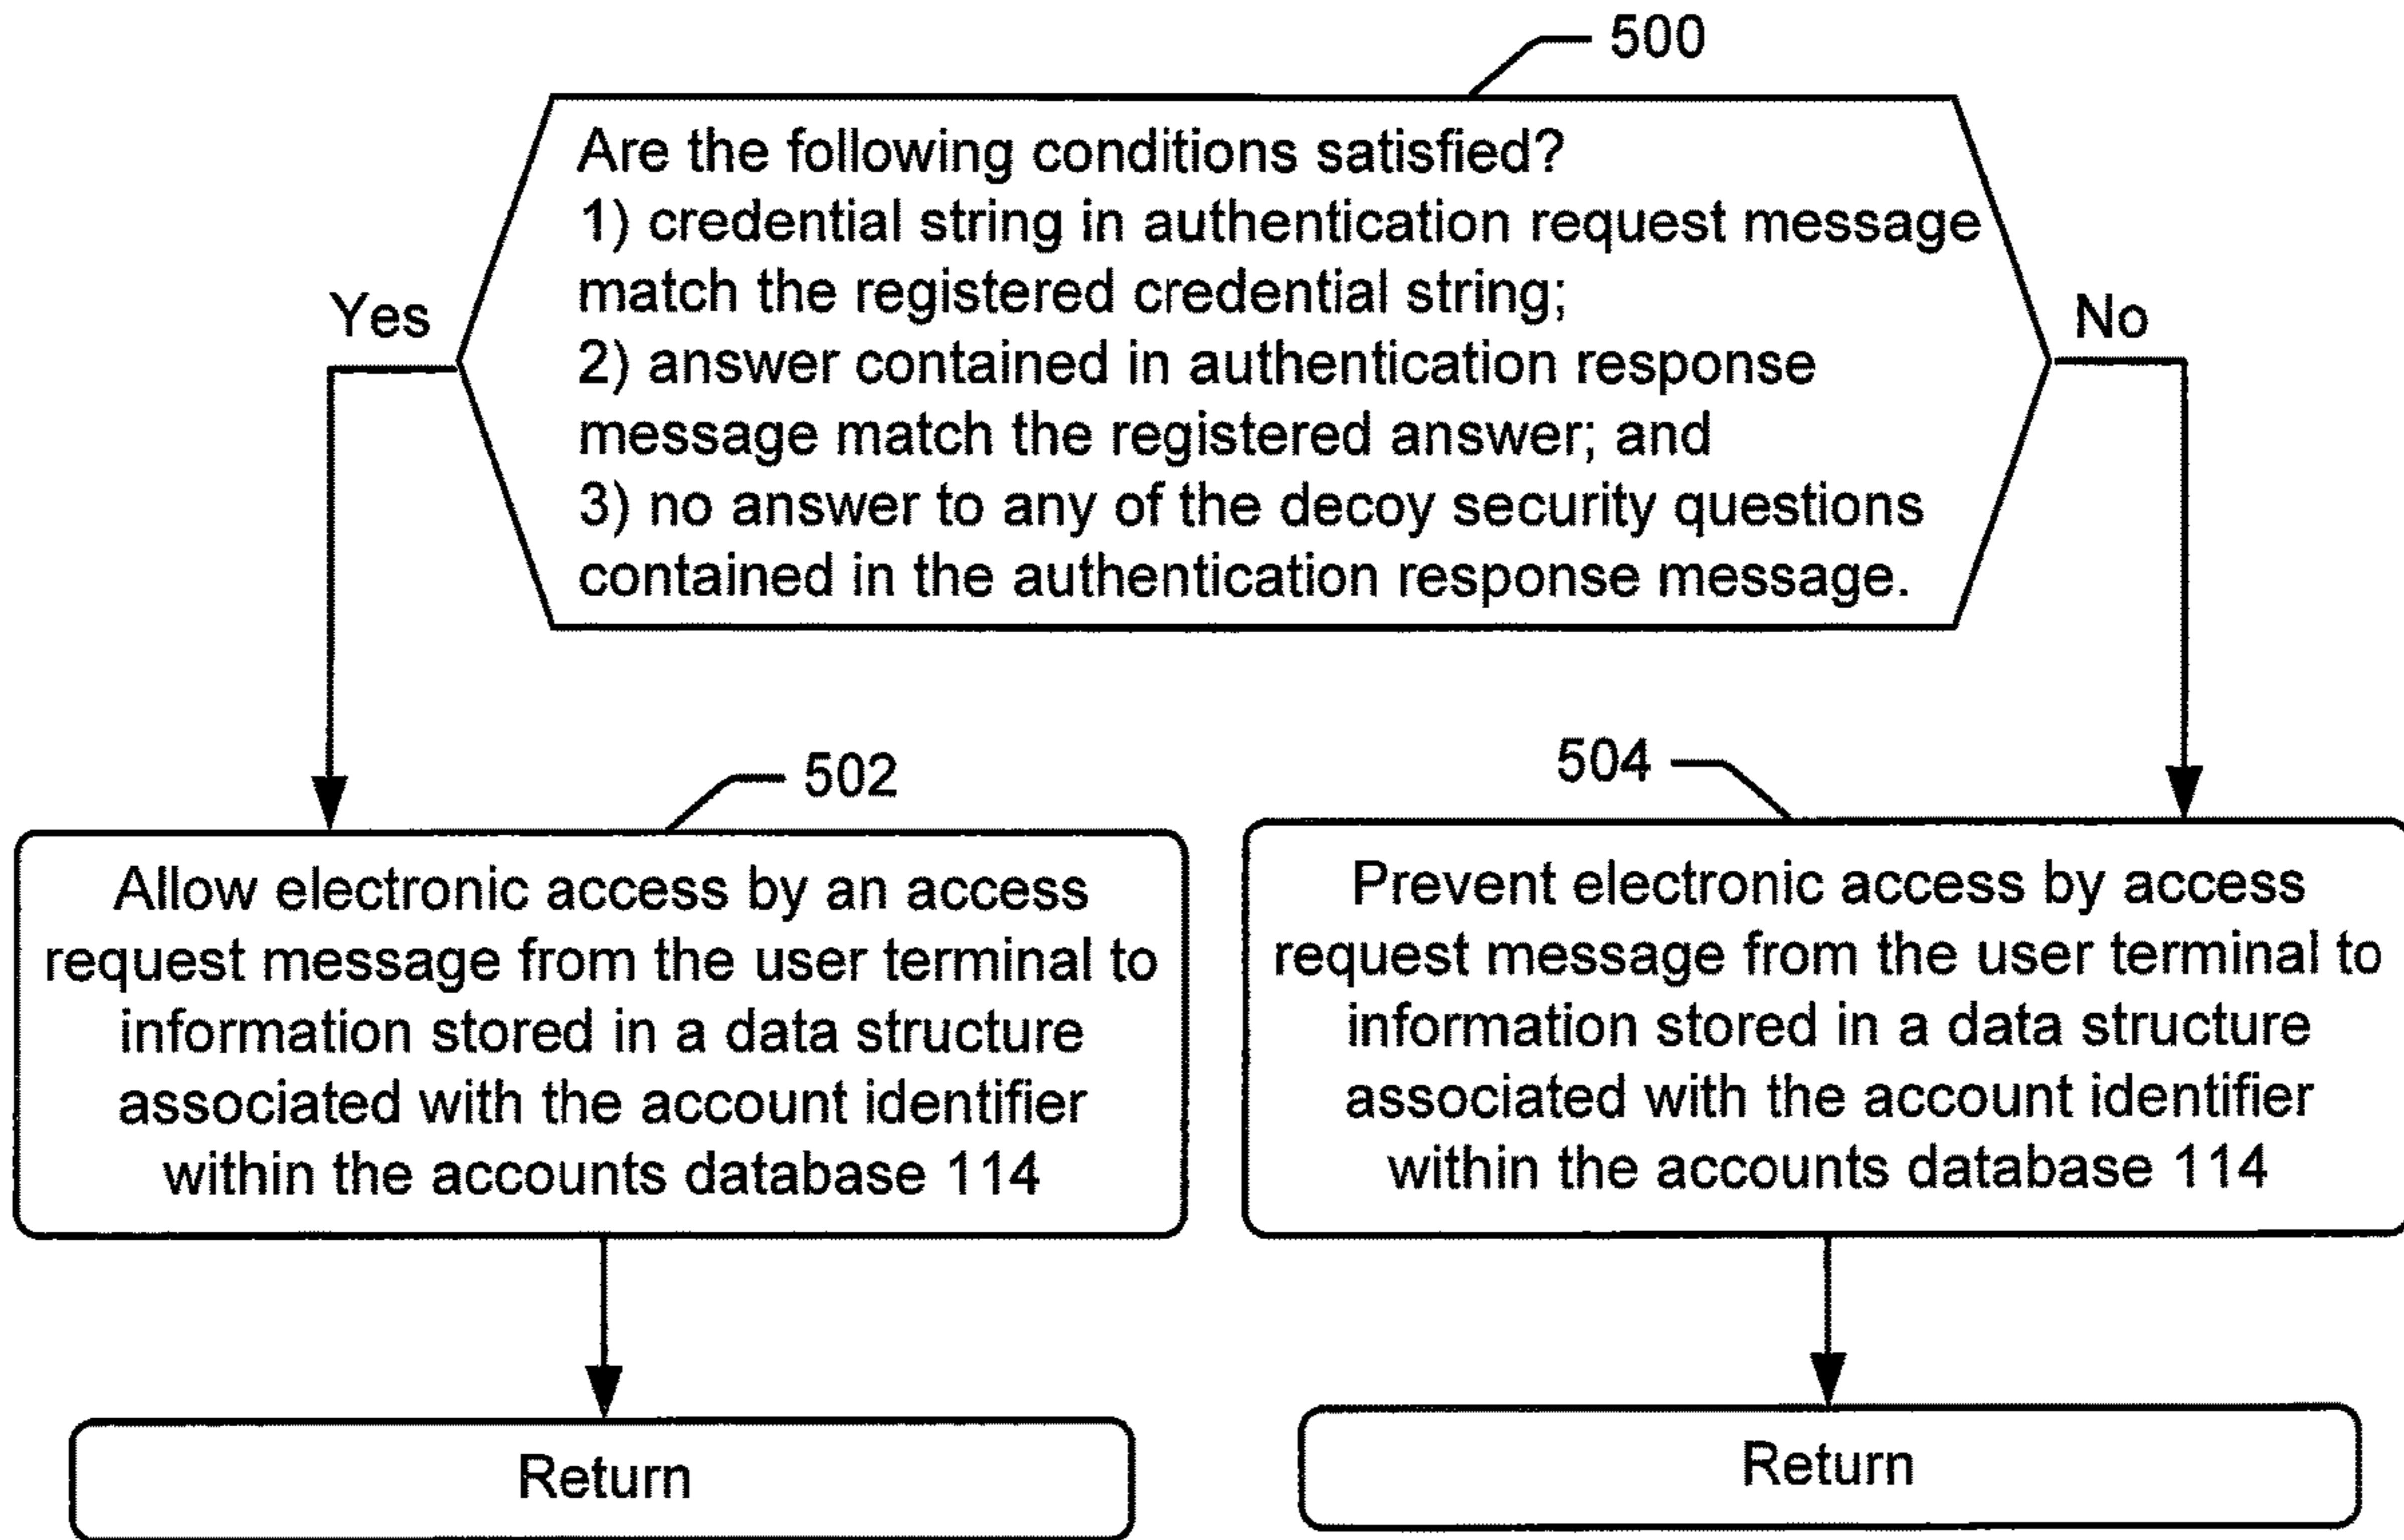 500
Are the following conditions satisfied?
1) credential string in authentication request message
match the registered credential string;
2) answer contained in authentication response
message match the registered answer; and
3) no answer to any of the decoy security questions
contained in the authentication response message.
Yes
No
502
Allow electronic access by an access
request message from the user terminal to
information stored in a data structure
associated with the account identifier
within the accounts database 114
504
Prevent electronic access by access
request message from the user terminal to
information stored in a data structure
associated with the account identifier
within the accounts database 114
Return
Return